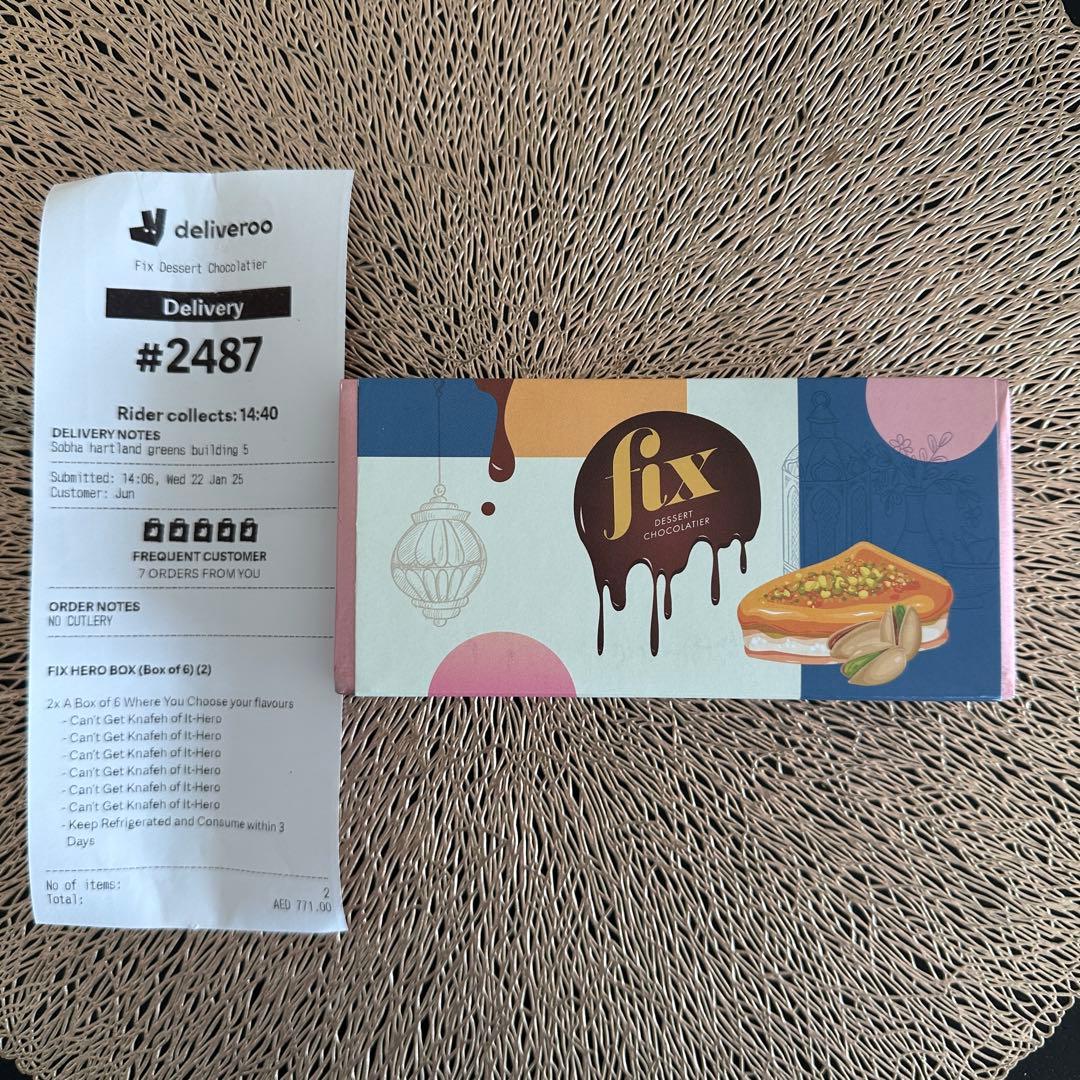 deliveroo
Fix Dessert Chocolatier
Delivery
#2487
Rider collects: 14:40
DELIVERY NOTES
Sobha hartland greens building 5
Submitted: 14:06, Wed 22 Jan 25
Customer: Jun
FREQUENT CUSTOMER
7 ORDERS FROM YOU
ORDER NOTES
NO CUTLERY
FIX HERO BOX (Box of 6) (2)
2x A Box of 6 Where You Choose your flavours
- Can't Get Knafeh of It-Hero
- Can't Get Knafeh of It-Hero
- Can't Get Knafeh of It-Hero
- Can't Get Knafeh of It-Hero
- Can't Get Knafeh of It-Hero
- Can't Get Knafeh of It-Hero
- Keep Refrigerated and Consume within 3
Days
No of items: 2
Total: AED 771.00
fix
DESSERT
CHOCOLATIER